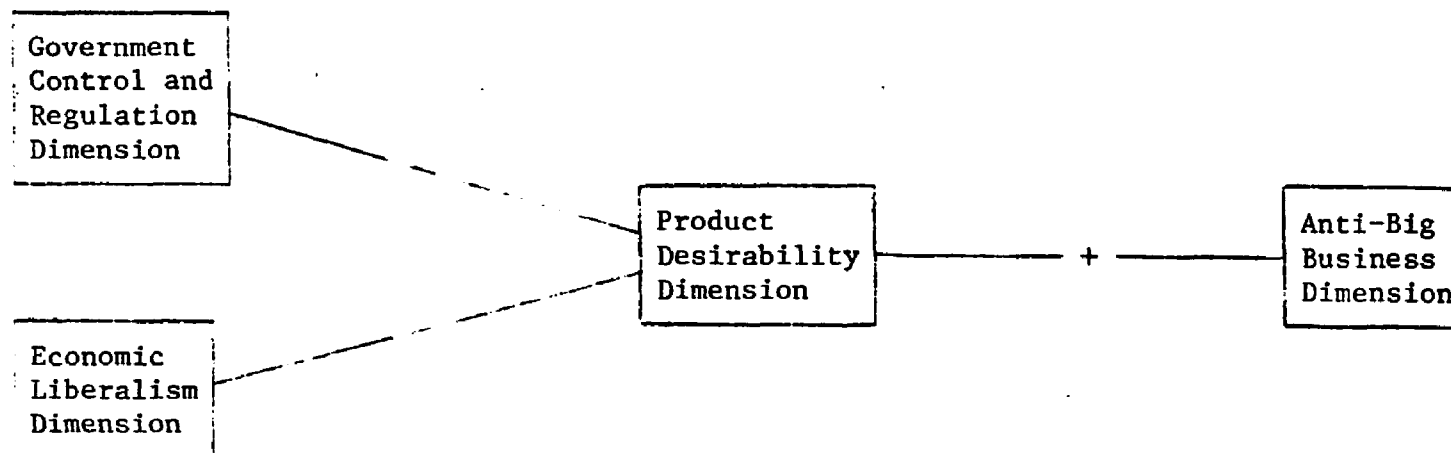 Government
Control and
Regulation
Dimension
Economic
Liberalism
Dimension
Product
Desirability
Dimension
+
Anti-Big
Business
Dimension